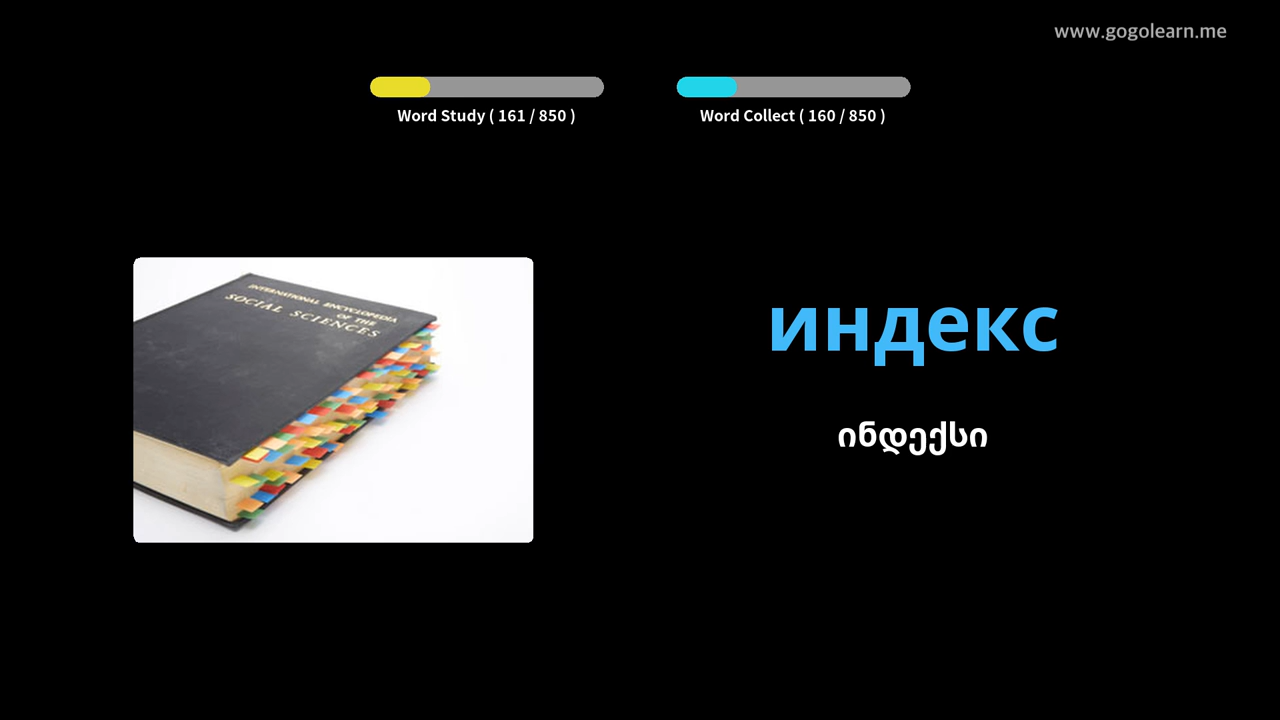 www.gogolearn.me
Word Study ( 161 / 850 )
Word Collect ( 160 / 850 )
INTERNATIONAL ENCYCLOPEDIA
OF THE
SOCIAL SCIENCES
индекс
ინდექსი